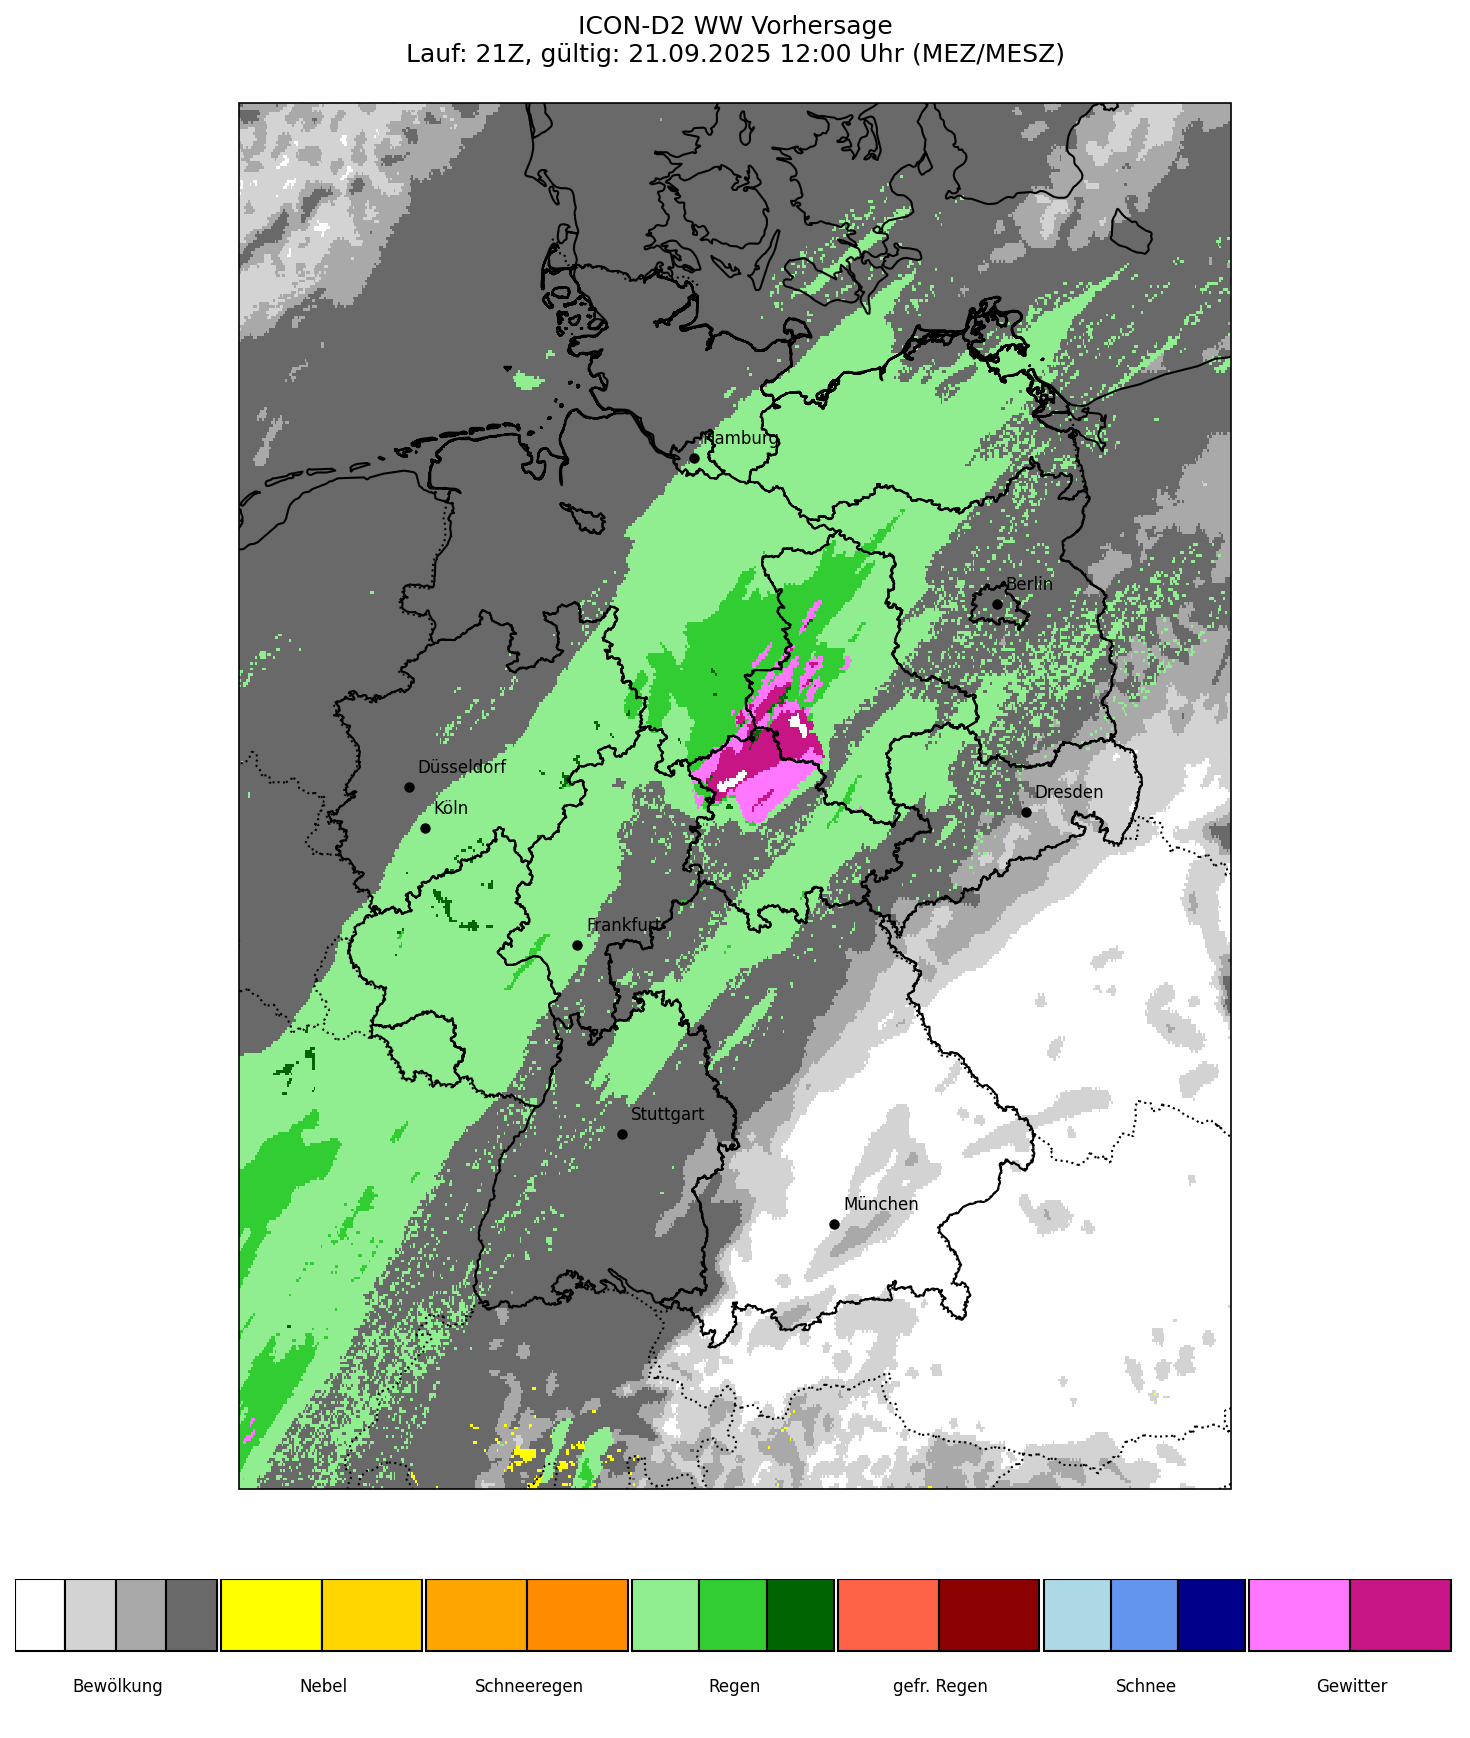 ICON-D2 WW Vorhersage
Lauf: 21Z, gültig: 21.09.2025 12:00 Uhr (MEZ/MESZ)
Hamburg
Berlin
Düsseldorf
Köln
Dresden
Frankfurt
Stuttgart
München
Bewölkung
Nebel
Schneeregen
Regen
gefr. Regen
Schnee
Gewitter